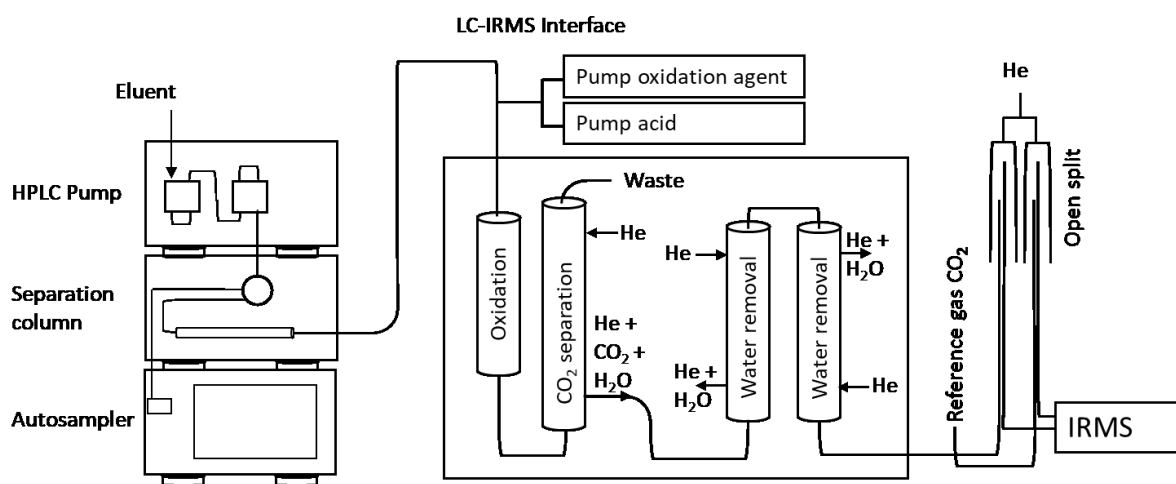 LC-IRMS Interface
Eluent
HPLC Pump
Separation
column
Autosampler
Pump oxidation agent
Pump acid
Waste
Oxidation
CO₂ separation
He
He +
CO₂ +
H₂O
He
He +
H₂O
Water removal
Water removal
He +
H₂O
He
Reference gas CO₂
He
Open split
IRMS